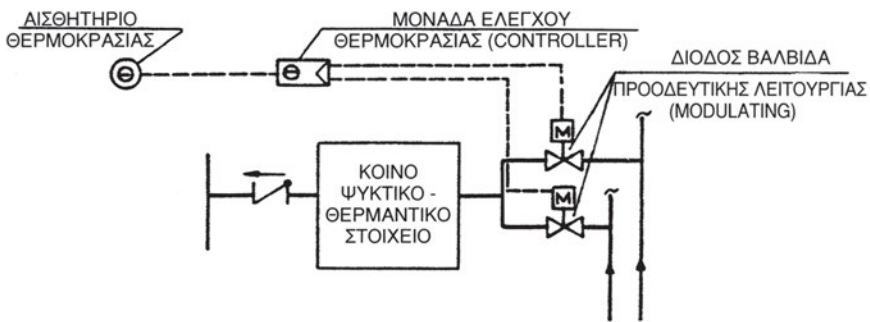 ΑΙΣΘΗΤΗΡΙΟ
ΘΕΡΜΟΚΡΑΣΙΑΣ
ΜΟΝΑΔΑ ΕΛΕΓΧΟΥ
ΘΕΡΜΟΚΡΑΣΙΑΣ (CONTROLLER)
ΔΙΟΔΟΣ ΒΑΛΒΙΔΑ
ΠΡΟΟΔΕΥΤΙΚΗΣ ΛΕΙΤΟΥΡΓΙΑΣ
(MODULATING)
Θ
Θ
M
M
ΚΟΙΝΟ
ΨΥΚΤΙΚΟ -
ΘΕΡΜΑΝΤΙΚΟ
ΣΤΟΙΧΕΙΟ